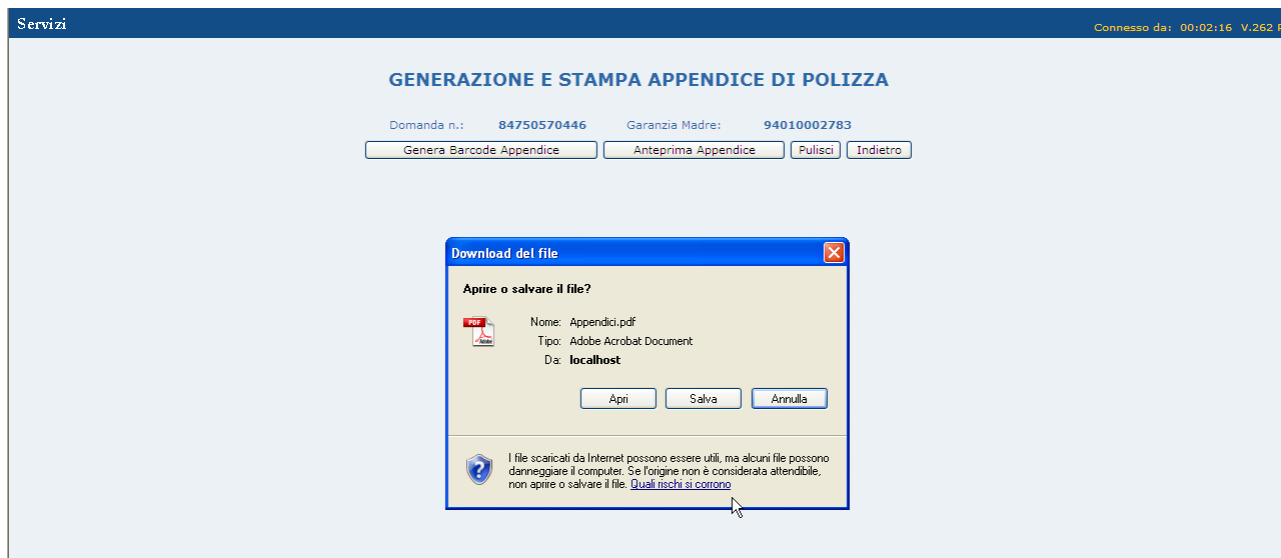 Servizi
Connesso da: 00:02:16 V.262
GENERAZIONE E STAMPA APPENDICE DI POLIZZA
Domanda n.: 84750570446 Garanzia Madre: 94010002783
Genera Barcode Appendice Anteprima Appendice Pulisci Indietro
Download del file
Aprire o salvare il file?
PDF
Adobe
Nome: Appendici.pdf
Tipo: Adobe Acrobat Document
Da: localhost
Apri Salva Annulla
I file scaricati da Internet possono essere utili, ma alcuni file possono
danneggiare il computer. Se l'origine non è considerata attendibile,
non aprire o salvare il file. Quali rischi si corrono